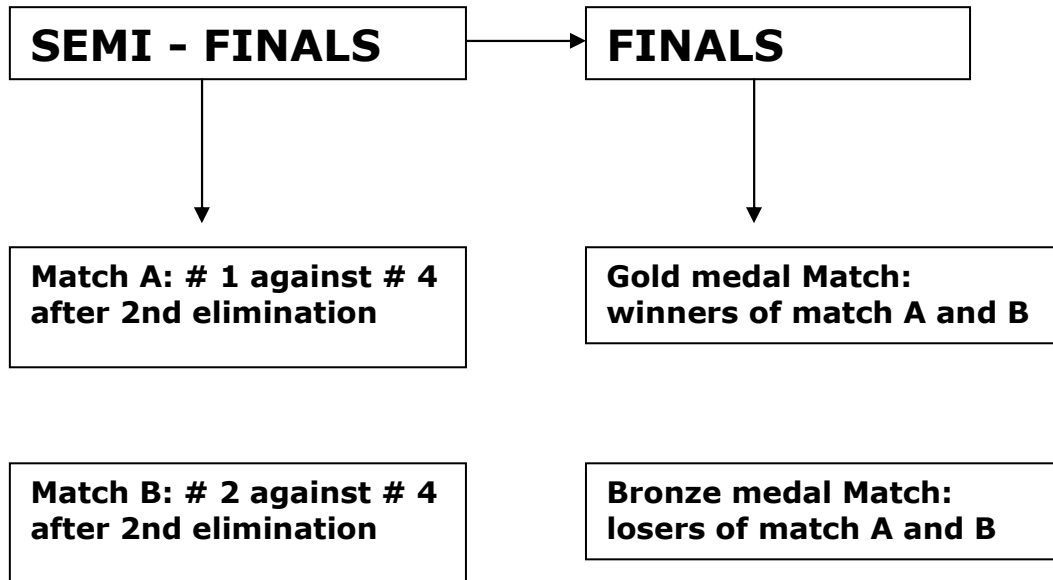 SEMI - FINALS
FINALS
Match A: # 1 against # 4
after 2nd elimination
Gold medal Match:
winners of match A and B
Match B: # 2 against # 4
after 2nd elimination
Bronze medal Match:
losers of match A and B